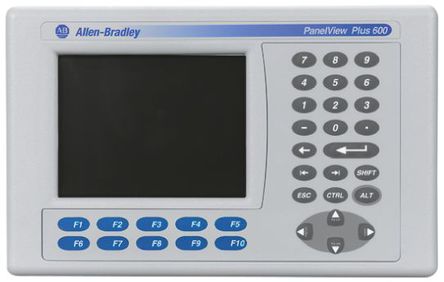 AB Allen-Bradley PanelView Plus 600
7 8 9
4 5 6
1 2 3
- 0 .
SHIFT
ESC CTRL ALT
F1 F2 F3 F4 F5
F6 F7 F8 F9 F10